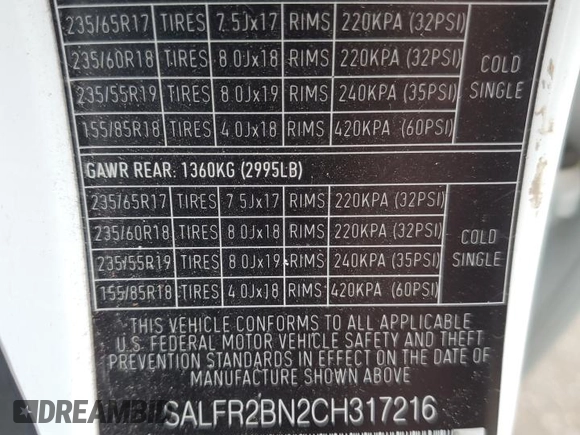 235/65R17 TIRES 7.5Jx17 RIMS 220KPA (32PSI)
235/60R18 TIRES 8.0Jx18 RIMS 220KPA (32PSI)
235/55R19 TIRES 8.0Jx19 RIMS 240KPA (35PSI)
155/85R18 TIRES 4.0Jx18 RIMS 420KPA (60PSI)
COLD
SINGLE
GAWR REAR: 1360KG (2995LB)
235/65R17 TIRES 7.5Jx17 RIMS 220KPA (32PSI)
235/60R18 TIRES 8.0Jx18 RIMS 220KPA (32PSI)
235/55R19 TIRES 8.0Jx19 RIMS 240KPA (35PSI)
155/85R18 TIRES 4.0Jx18 RIMS 420KPA (60PSI)
COLD
SINGLE
THIS VEHICLE CONFORMS TO ALL APPLICABLE
U.S. FEDERAL MOTOR VEHICLE SAFETY AND THEFT
PREVENTION STANDARDS IN EFFECT ON THE DATE OF
MANUFACTURE SHOWN ABOVE
SALFR2BN2CH317216
DREAMBID